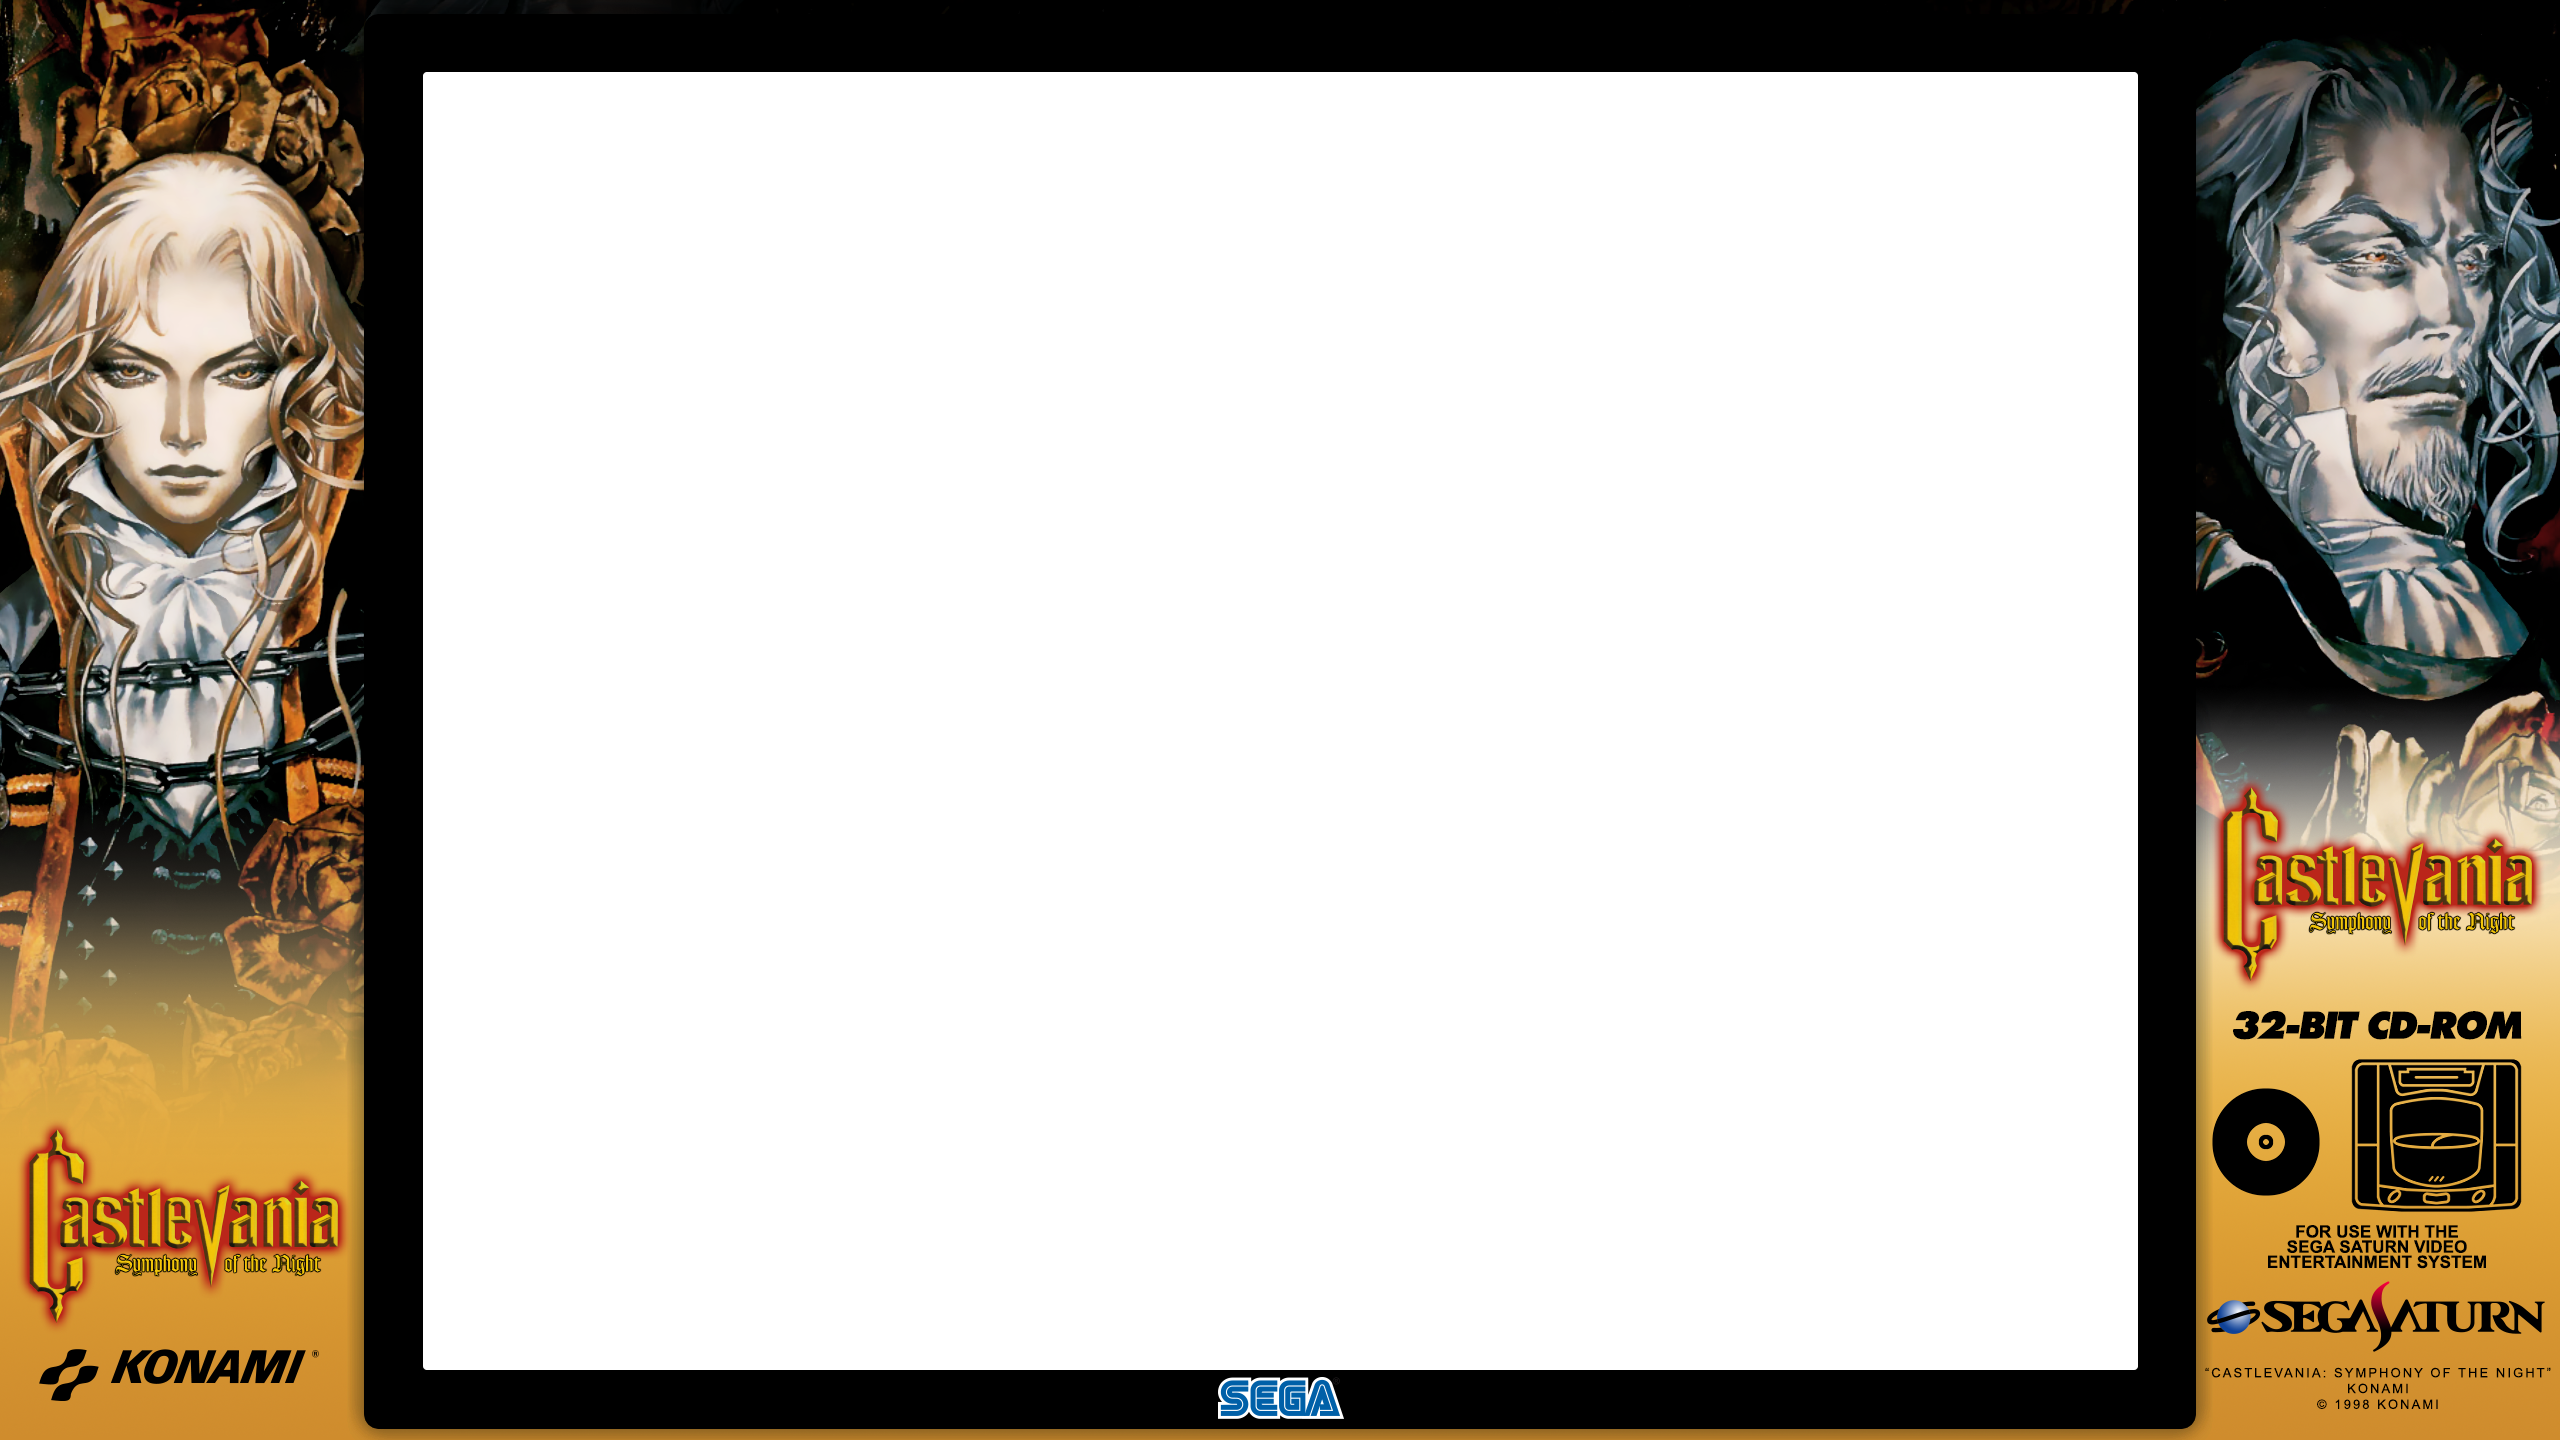 Castlevania
Symphony of the Night
KONAMI®
SEGA
Castlevania
Symphony of the Night
32-BIT CD-ROM
FOR USE WITH THE
SEGA SATURN VIDEO
ENTERTAINMENT SYSTEM
SEGA SATURN
“CASTLEVANIA: SYMPHONY OF THE NIGHT”
KONAMI
© 1998 KONAMI